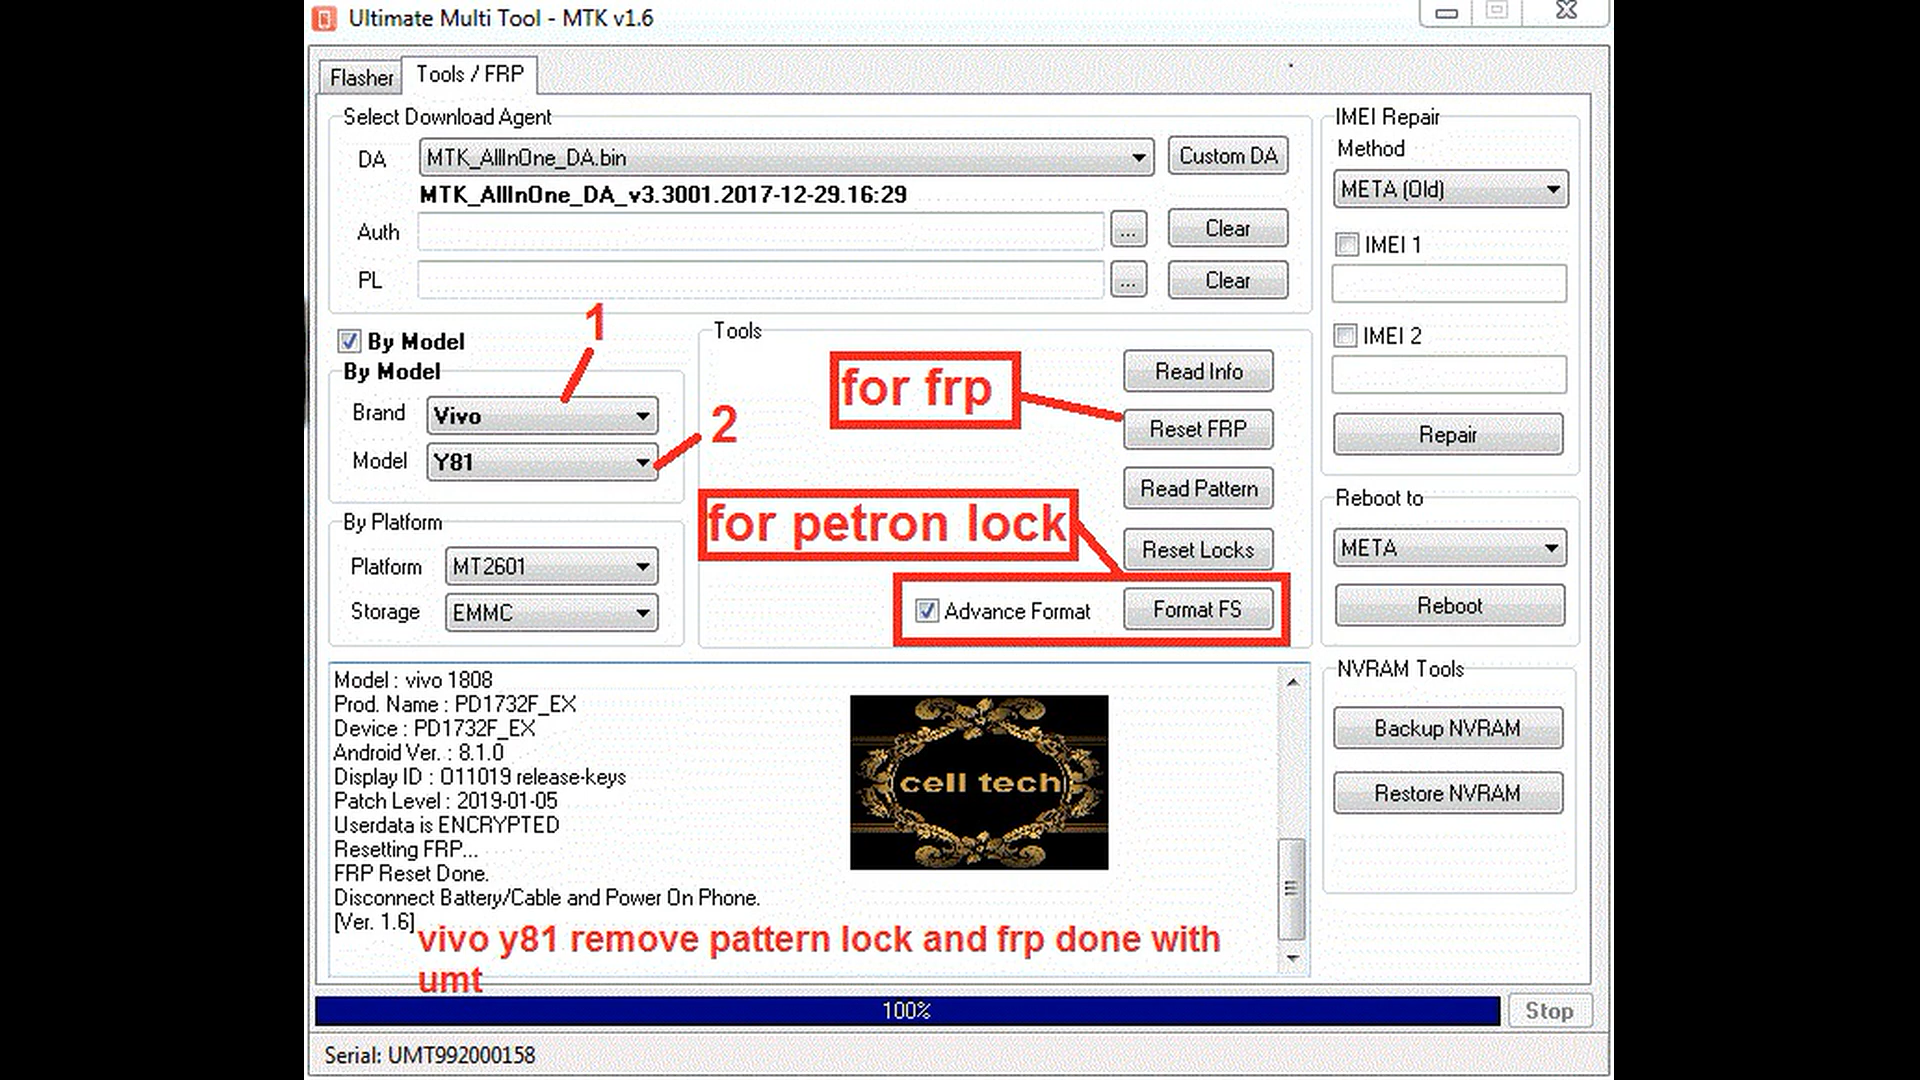 Ultimate Multi Tool - MTK v1.6
Flasher
Tools / FRP
Select Download Agent
DA
MTK_AllInOne_DA.bin
Custom DA
MTK_AllInOne_DA_v3.3001.2017-12-29.16:29
Auth
...
Clear
PL
...
Clear
1
By Model
By Model
Brand
Vivo
2
Model
Y81
By Platform
Platform
MT2601
Storage
EMMC
Tools
for frp
Read Info
Reset FRP
Read Pattern
for petron lock
Reset Locks
Advance Format
Format FS
IMEI Repair
Method
META (Old)
IMEI 1
IMEI 2
Repair
Reboot to
META
Reboot
NVRAM Tools
Backup NVRAM
Restore NVRAM
Model : vivo 1808
Prod. Name : PD1732F_EX
Device : PD1732F_EX
Android Ver. : 8.1.0
Display ID : O11019 release-keys
Patch Level : 2019-01-05
Userdata is ENCRYPTED
Resetting FRP...
FRP Reset Done.
Disconnect Battery/Cable and Power On Phone.
[Ver. 1.6]
cell tech
vivo y81 remove pattern lock and frp done with
umt
100%
Stop
Serial: UMT992000158